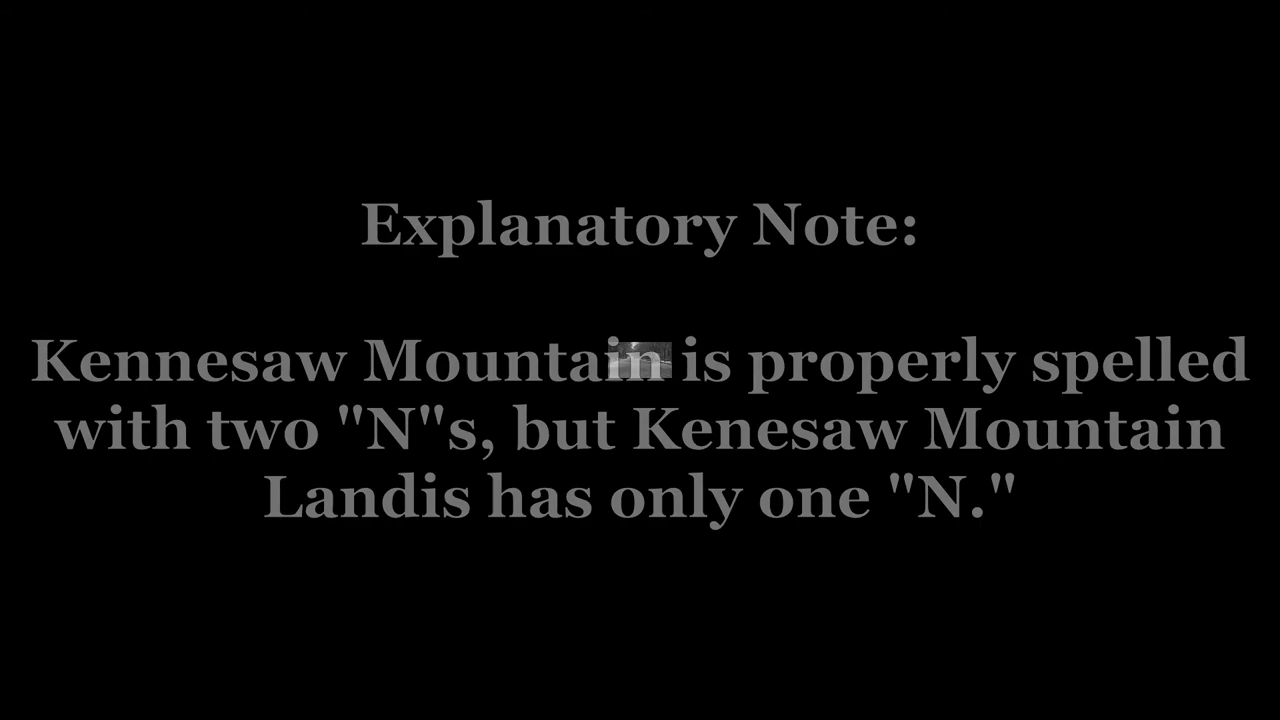 Explanatory Note:
Kennesaw Mountain is properly spelled
with two "N"s, but Kenesaw Mountain
Landis has only one "N."